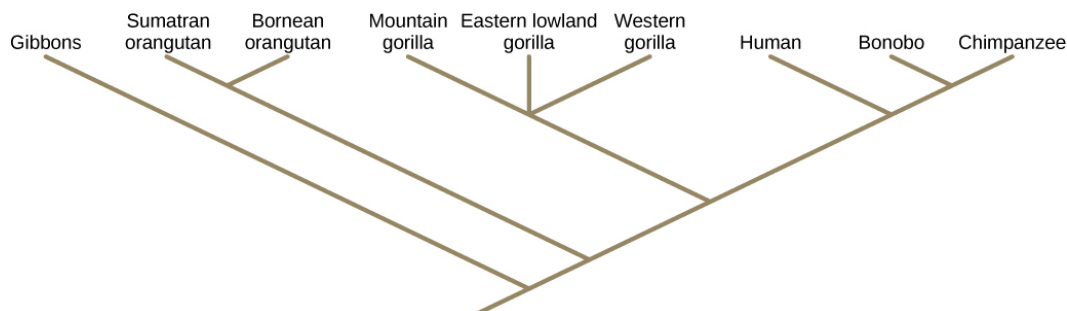 Gibbons
Sumatran
orangutan
Bornean
orangutan
Mountain
gorilla
Eastern lowland
gorilla
Western
gorilla
Human
Bonobo
Chimpanzee